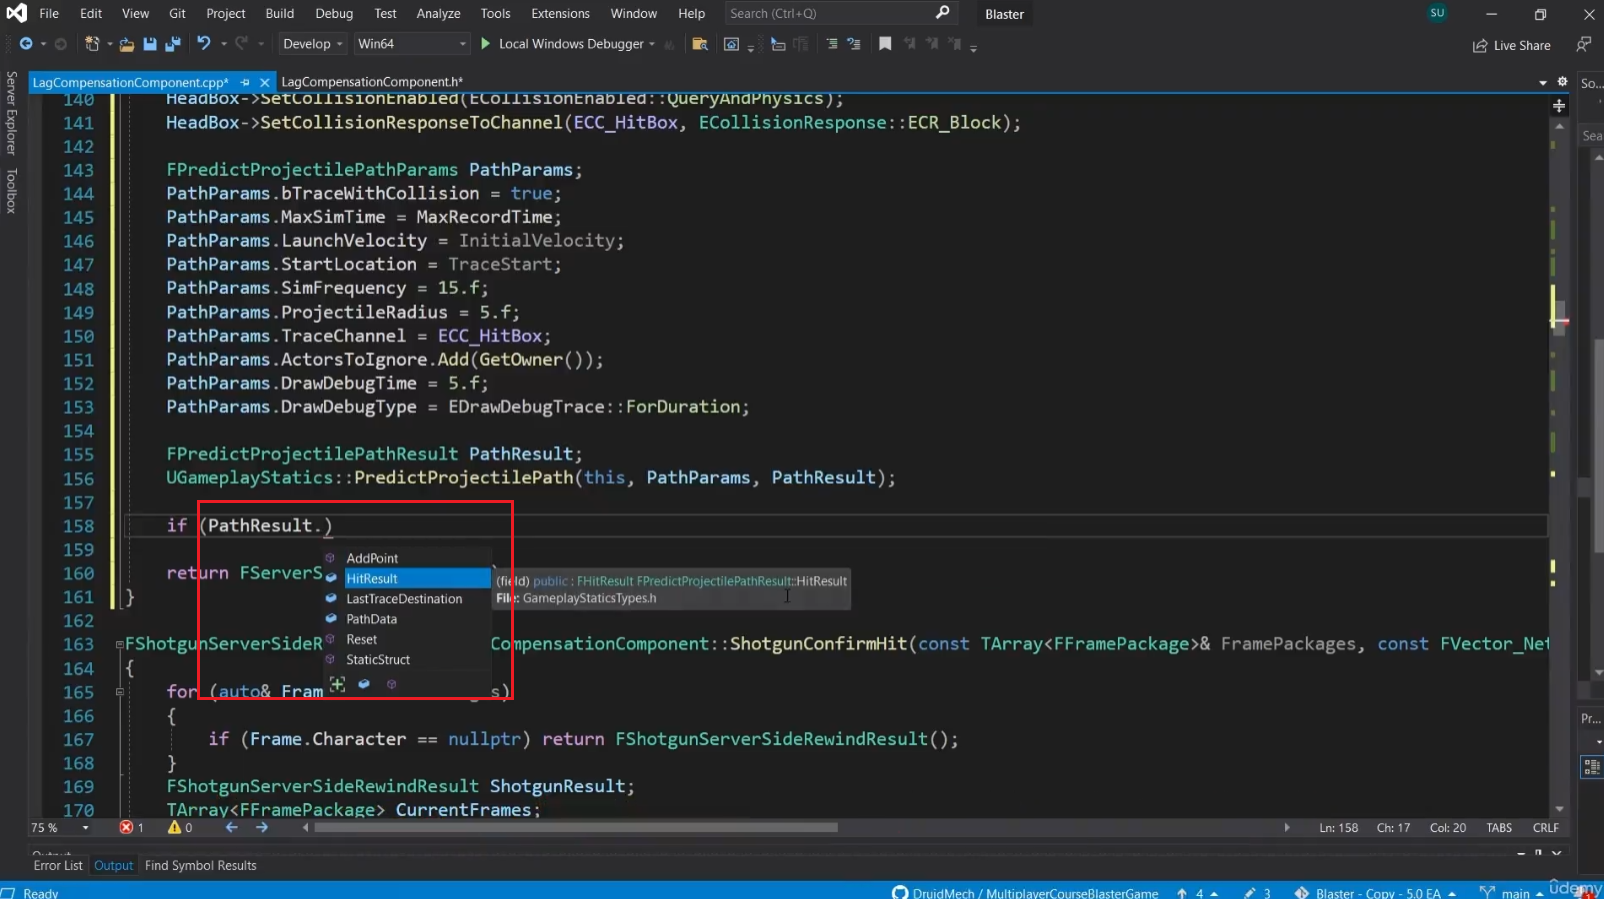 File Edit View Git Project Build Debug Test Analyze Tools Extensions Window Help Search (Ctrl+Q) Blaster SU
Develop Win64 Local Windows Debugger Live Share
LagCompensationComponent.cpp* LagCompensationComponent.h* So...
Server Explorer
Toolbox
Sea
140 HeadBox->SetCollisionEnabled(ECollisionEnabled::QueryAndPhysics);
141 HeadBox->SetCollisionResponseToChannel(ECC_HitBox, ECollisionResponse::ECR_Block);
142
143 FPredictProjectilePathParams PathParams;
144 PathParams.bTraceWithCollision = true;
145 PathParams.MaxSimTime = MaxRecordTime;
146 PathParams.LaunchVelocity = InitialVelocity;
147 PathParams.StartLocation = TraceStart;
148 PathParams.SimFrequency = 15.f;
149 PathParams.ProjectileRadius = 5.f;
150 PathParams.TraceChannel = ECC_HitBox;
151 PathParams.ActorsToIgnore.Add(GetOwner());
152 PathParams.DrawDebugTime = 5.f;
153 PathParams.DrawDebugType = EDrawDebugTrace::ForDuration;
154
155 FPredictProjectilePathResult PathResult;
156 UGameplayStatics::PredictProjectilePath(this, PathParams, PathResult);
157
158 if (PathResult.)
159
AddPoint
HitResult
LastTraceDestination
PathData
Reset
StaticStruct
(field) public : FHitResult FPredictProjectilePathResult::HitResult
File: GameplayStaticsTypes.h
160 return FServerS
161 }
162
163 FShotgunServerSideR CompensationComponent::ShotgunConfirmHit(const TArray<FFramePackage>& FramePackages, const FVector_Net
164 {
165 for (auto& Fram s)
166 {
167 if (Frame.Character == nullptr) return FShotgunServerSideRewindResult();
168 }
169 FShotgunServerSideRewindResult ShotgunResult;
170 TArray<FFramePackage> CurrentFrames;
Pr...
75 % 1 0 Ln: 158 Ch: 17 Col: 20 TABS CRLF
Output
Error List Output Find Symbol Results
Ready DruidMech / MultiplayerCourseBlasterGame 4 3 Blaster - Copy - 5.0 EA main 1
udemy